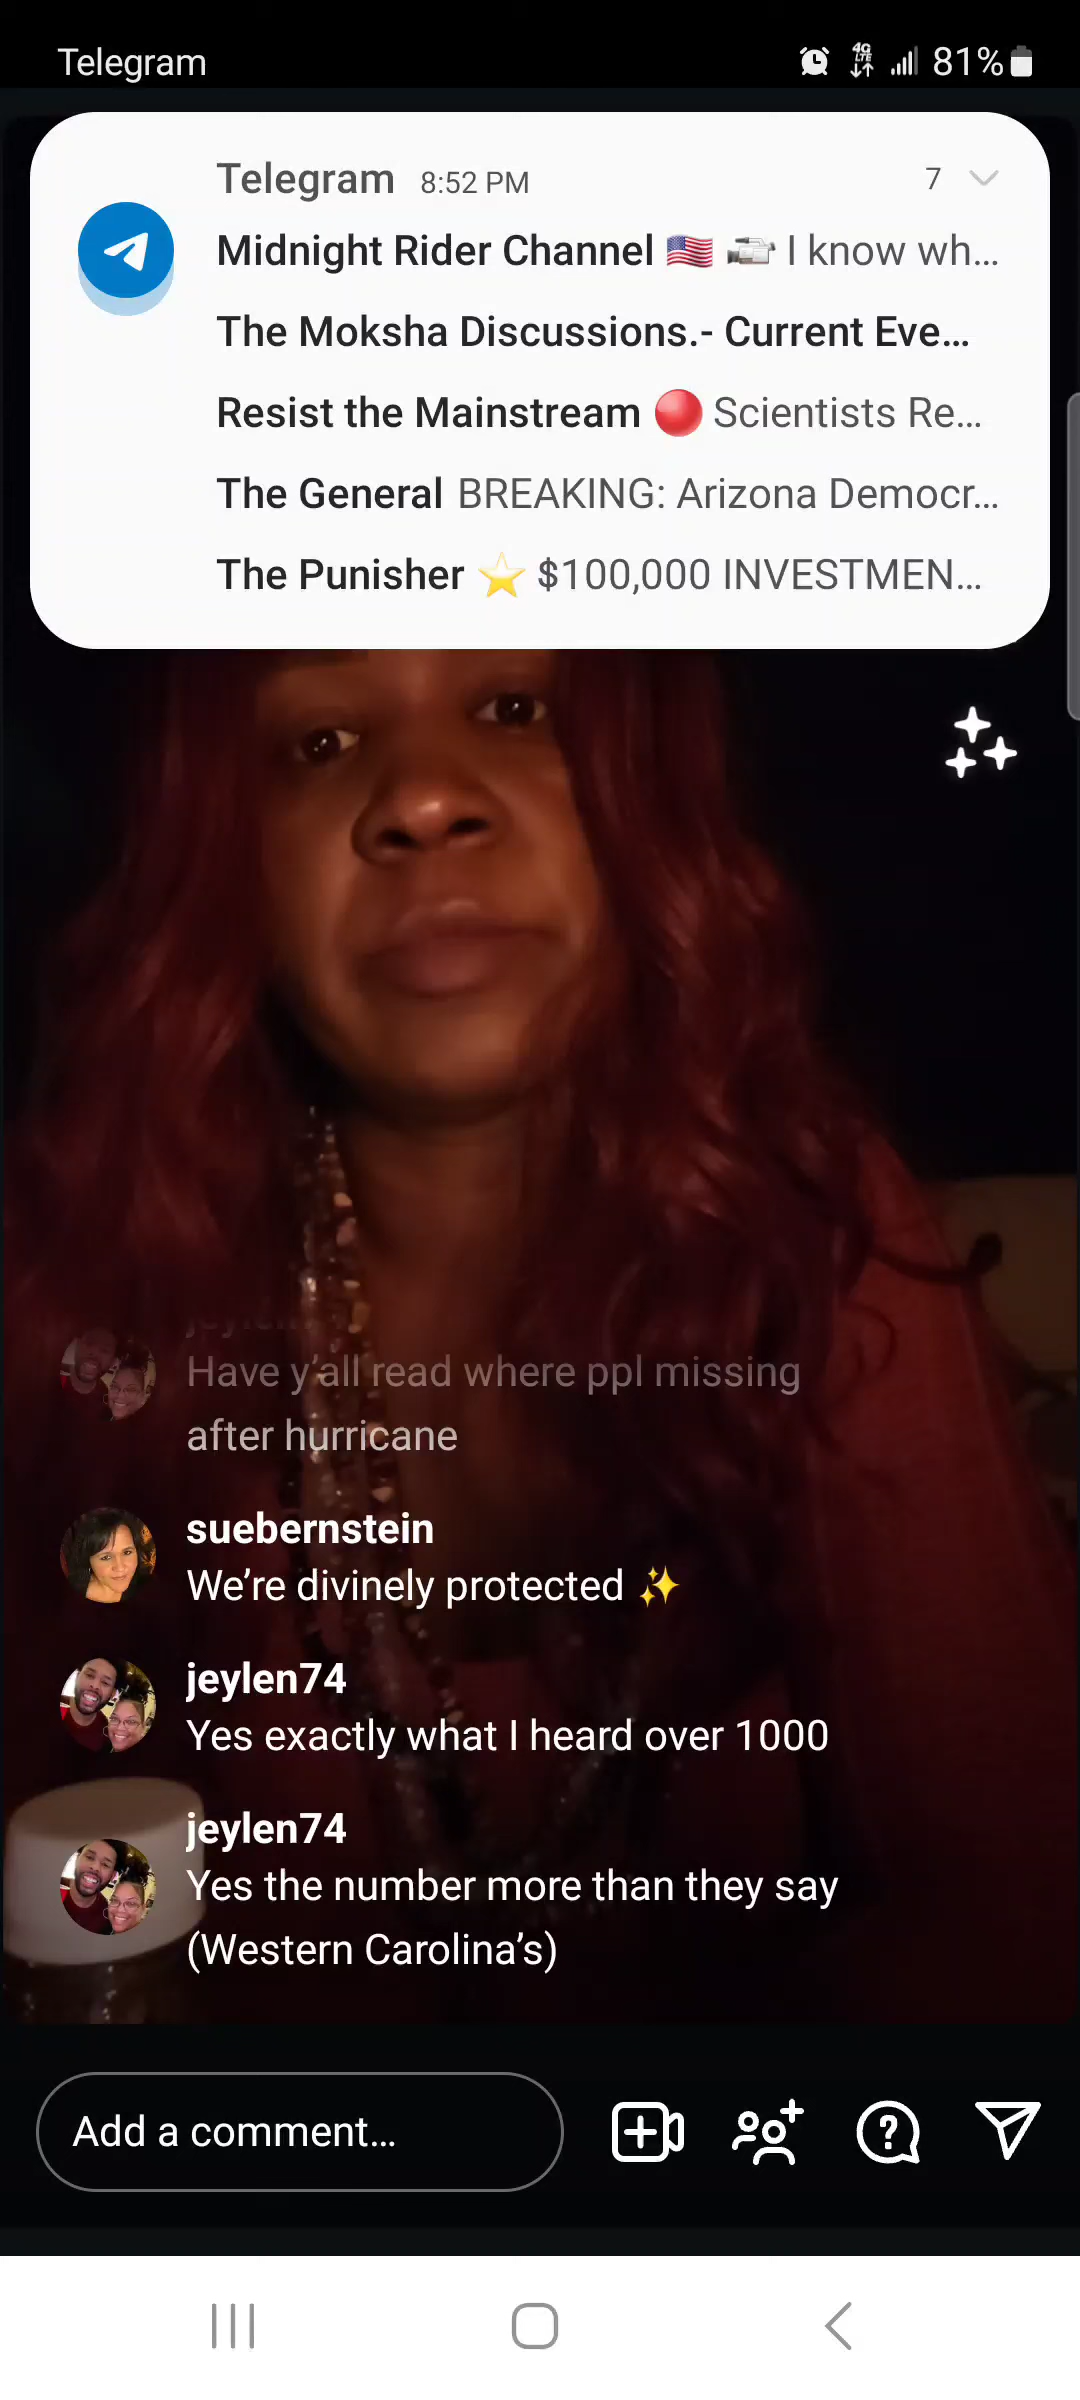 Telegram
4G
LTE
81%
Telegram 8:52 PM 7
Midnight Rider Channel 🇺🇸 I know wh...
The Moksha Discussions.- Current Eve...
Resist the Mainstream 🔴 Scientists Re...
The General BREAKING: Arizona Democr...
The Punisher ⭐ $100,000 INVESTMEN...
Have y'all read where ppl missing
after hurricane
suebernstein
We're divinely protected ✨
jeylen74
Yes exactly what I heard over 1000
jeylen74
Yes the number more than they say
(Western Carolina's)
Add a comment...